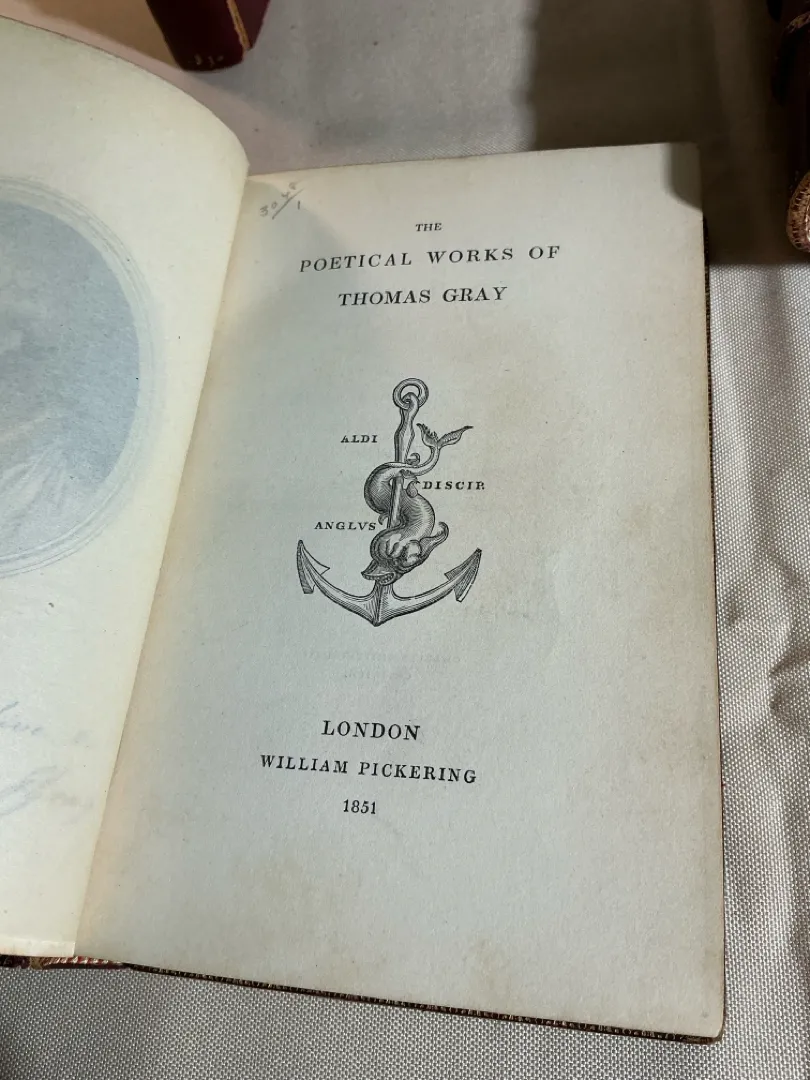 THE
POETICAL WORKS OF
THOMAS GRAY
ALDI
DISCIP.
ANGLVS
LONDON
WILLIAM PICKERING
1851